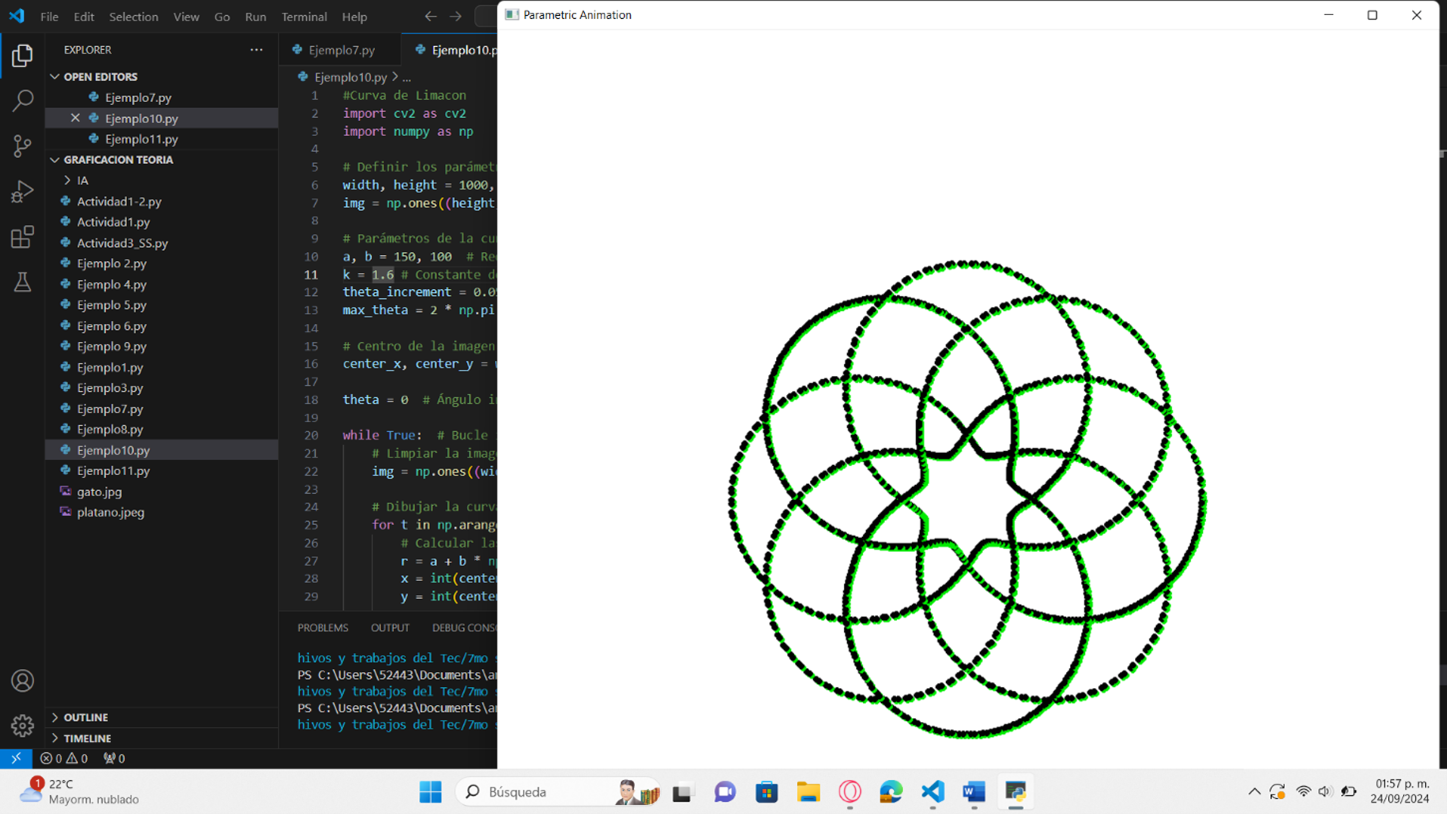 File Edit Selection View Go Run Terminal Help
Parametric Animation
EXPLORER
OPEN EDITORS
Ejemplo7.py
Ejemplo10.py
Ejemplo11.py
GRAFICACION TEORIA
IA
Actividad1-2.py
Actividad1.py
Actividad3_SS.py
Ejemplo 2.py
Ejemplo 4.py
Ejemplo 5.py
Ejemplo 6.py
Ejemplo 9.py
Ejemplo1.py
Ejemplo3.py
Ejemplo7.py
Ejemplo8.py
Ejemplo10.py
Ejemplo11.py
gato.jpg
platano.jpeg
OUTLINE
TIMELINE
Ejemplo7.py Ejemplo10.p
Ejemplo10.py > ...
1 #Curva de Limacon
2 import cv2 as cv2
3 import numpy as np
4
5 # Definir los parámet
6 width, height = 1000,
7 img = np.ones((height
8
9 # Parámetros de la cu
10 a, b = 150, 100 # Re
11 k = 1.6 # Constante d
12 theta_increment = 0.0
13 max_theta = 2 * np.pi
14
15 # Centro de la imagen
16 center_x, center_y =
17
18 theta = 0 # Ángulo i
19
20 while True: # Bucle
21 # Limpiar la image
22 img = np.ones((wi
23
24 # Dibujar la curv
25 for t in np.arang
26 # Calcular la
27 r = a + b * n
28 x = int(cente
29 y = int(cente
PROBLEMS OUTPUT DEBUG CONS
hivos y trabajos del Tec/7mo s
PS C:\Users\52443\Documents\a
hivos y trabajos del Tec/7mo s
PS C:\Users\52443\Documents\a
hivos y trabajos del Tec/7mo s
0 0 0
1
22°C
Mayorm. nublado
Búsqueda
01:57 p. m.
24/09/2024